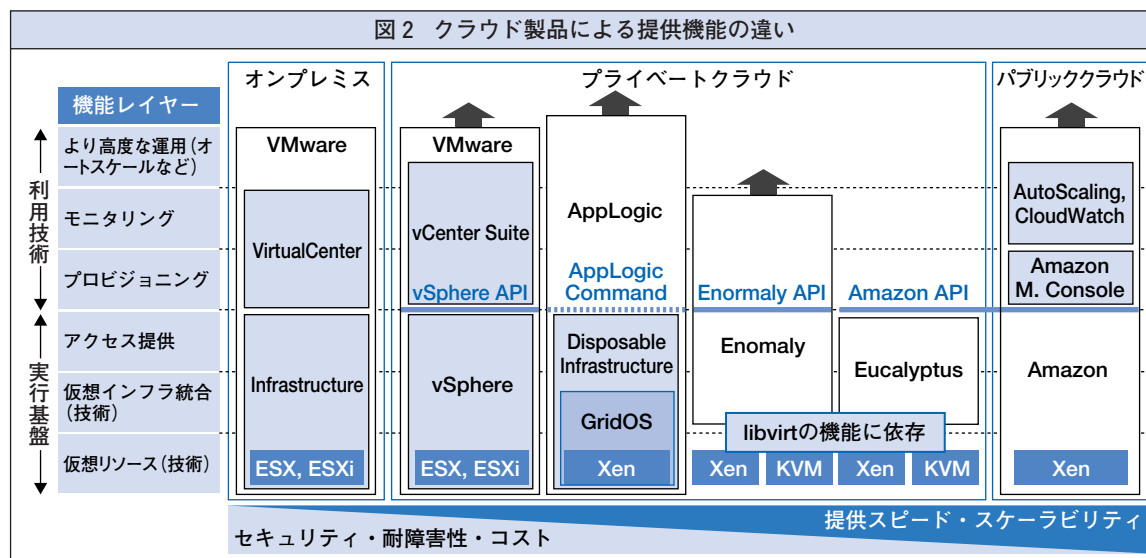 図2 クラウド製品による提供機能の違い
オンプレミス
プライベートクラウド
パブリッククラウド
機能レイヤー
利用技術
実行基盤
より高度な運用(オ
ートスケールなど)
モニタリング
プロビジョニング
アクセス提供
仮想インフラ統合
(技術)
仮想リソース(技術)
VMware
VirtualCenter
Infrastructure
ESX, ESXi
VMware
vCenter Suite
vSphere API
vSphere
ESX, ESXi
AppLogic
AppLogic
Command
Disposable
Infrastructure
GridOS
Xen
Enormaly API
Enomaly
Amazon API
Eucalyptus
libvirtの機能に依存
Xen
KVM
Xen
KVM
AutoScaling,
CloudWatch
Amazon
M. Console
Amazon
Xen
提供スピード・スケーラビリティ
セキュリティ・耐障害性・コスト